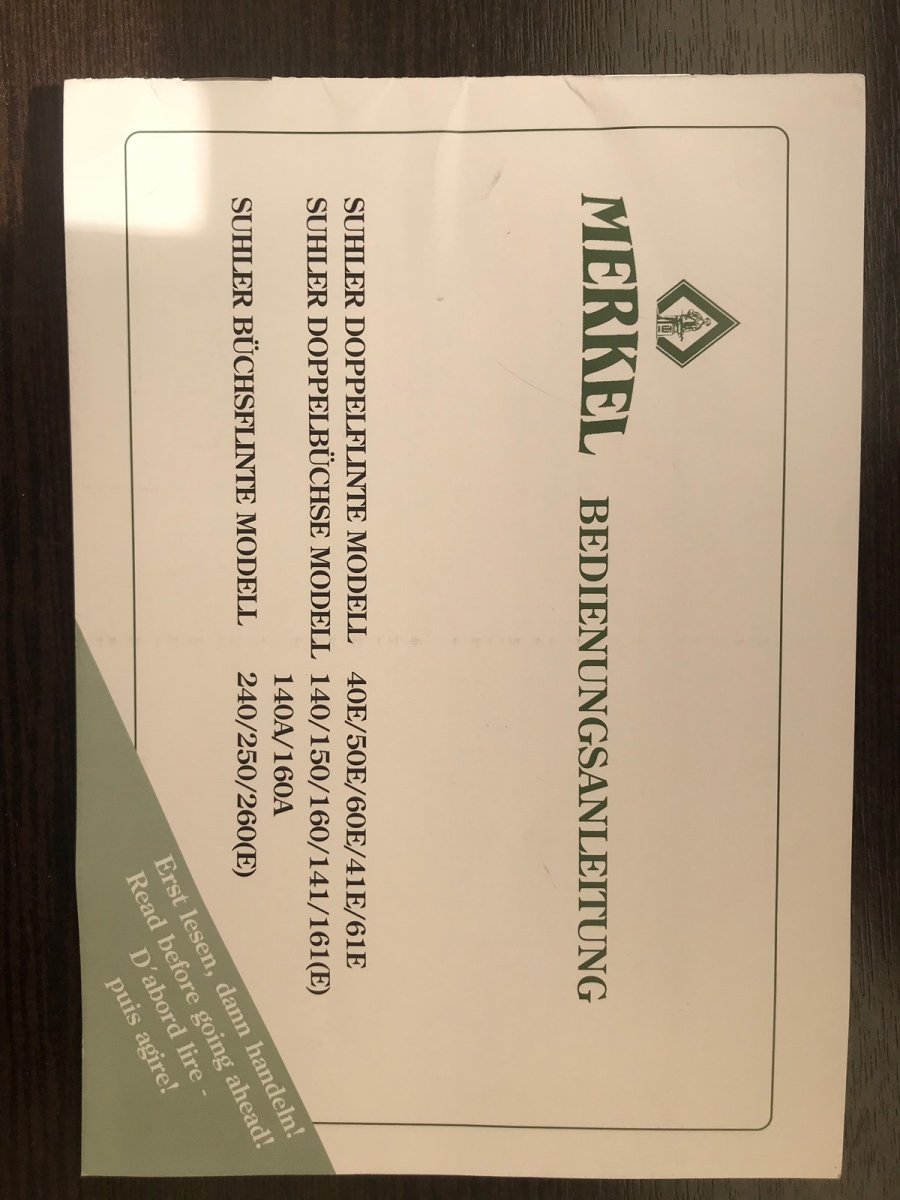 MERKEL BEDIENUNGSANLEITUNG
SUHLER DOPPELFLINTE MODELL 40E/50E/60E/41E/61E
SUHLER DOPPELBÜCHSE MODELL 140/150/160/141/161(E)
140A/160A
SUHLER BÜCHSFLINTE MODELL 240/250/260(E)
Erst lesen, dann handeln!
Read before going ahead!
D'abord lire -
puis agire!